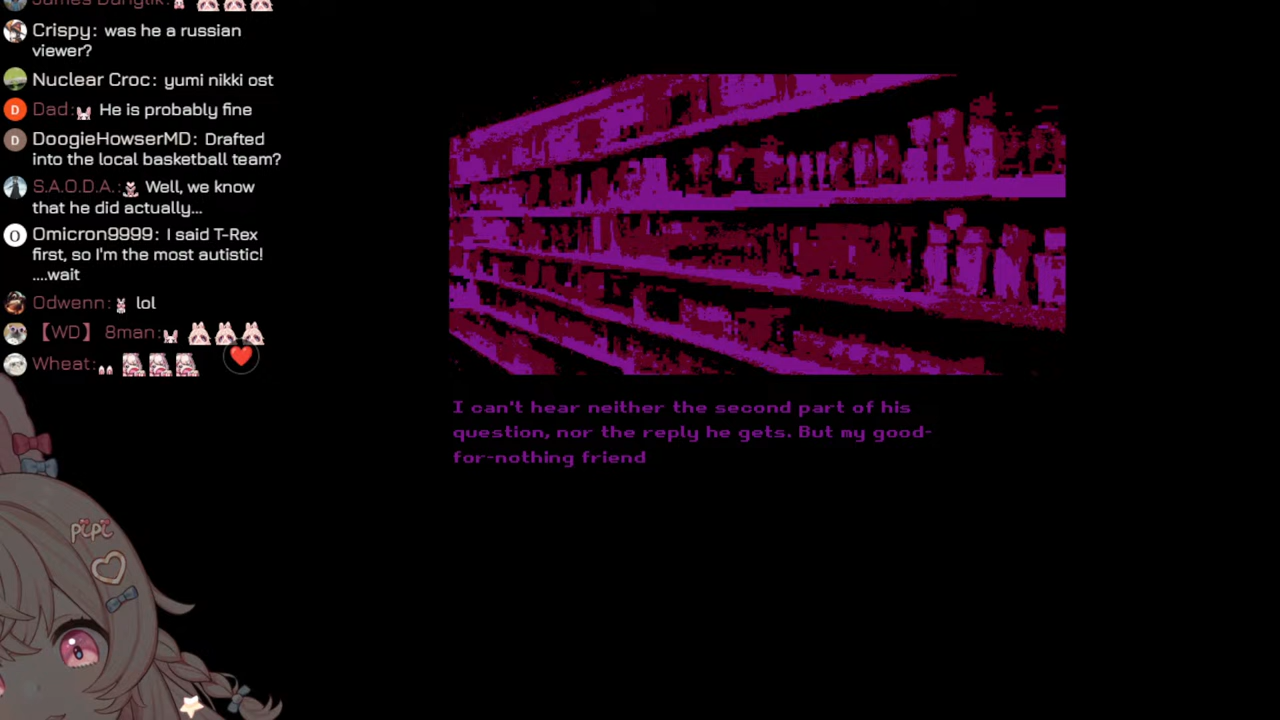 James Danylik:
Crispy: was he a russian
viewer?
Nuclear Croc: yumi nikki ost
D Dad: He is probably fine
D DoogieHowserMD: Drafted
into the local basketball team?
S.A.O.D.A.: Well, we know
that he did actually...
O Omicron9999: I said T-Rex
first, so I'm the most autistic!
....wait
Odwenn: lol
【WD】 8man:
Wheat:
I can't hear neither the second part of his
question, nor the reply he gets. But my good-
for-nothing friend
pipi